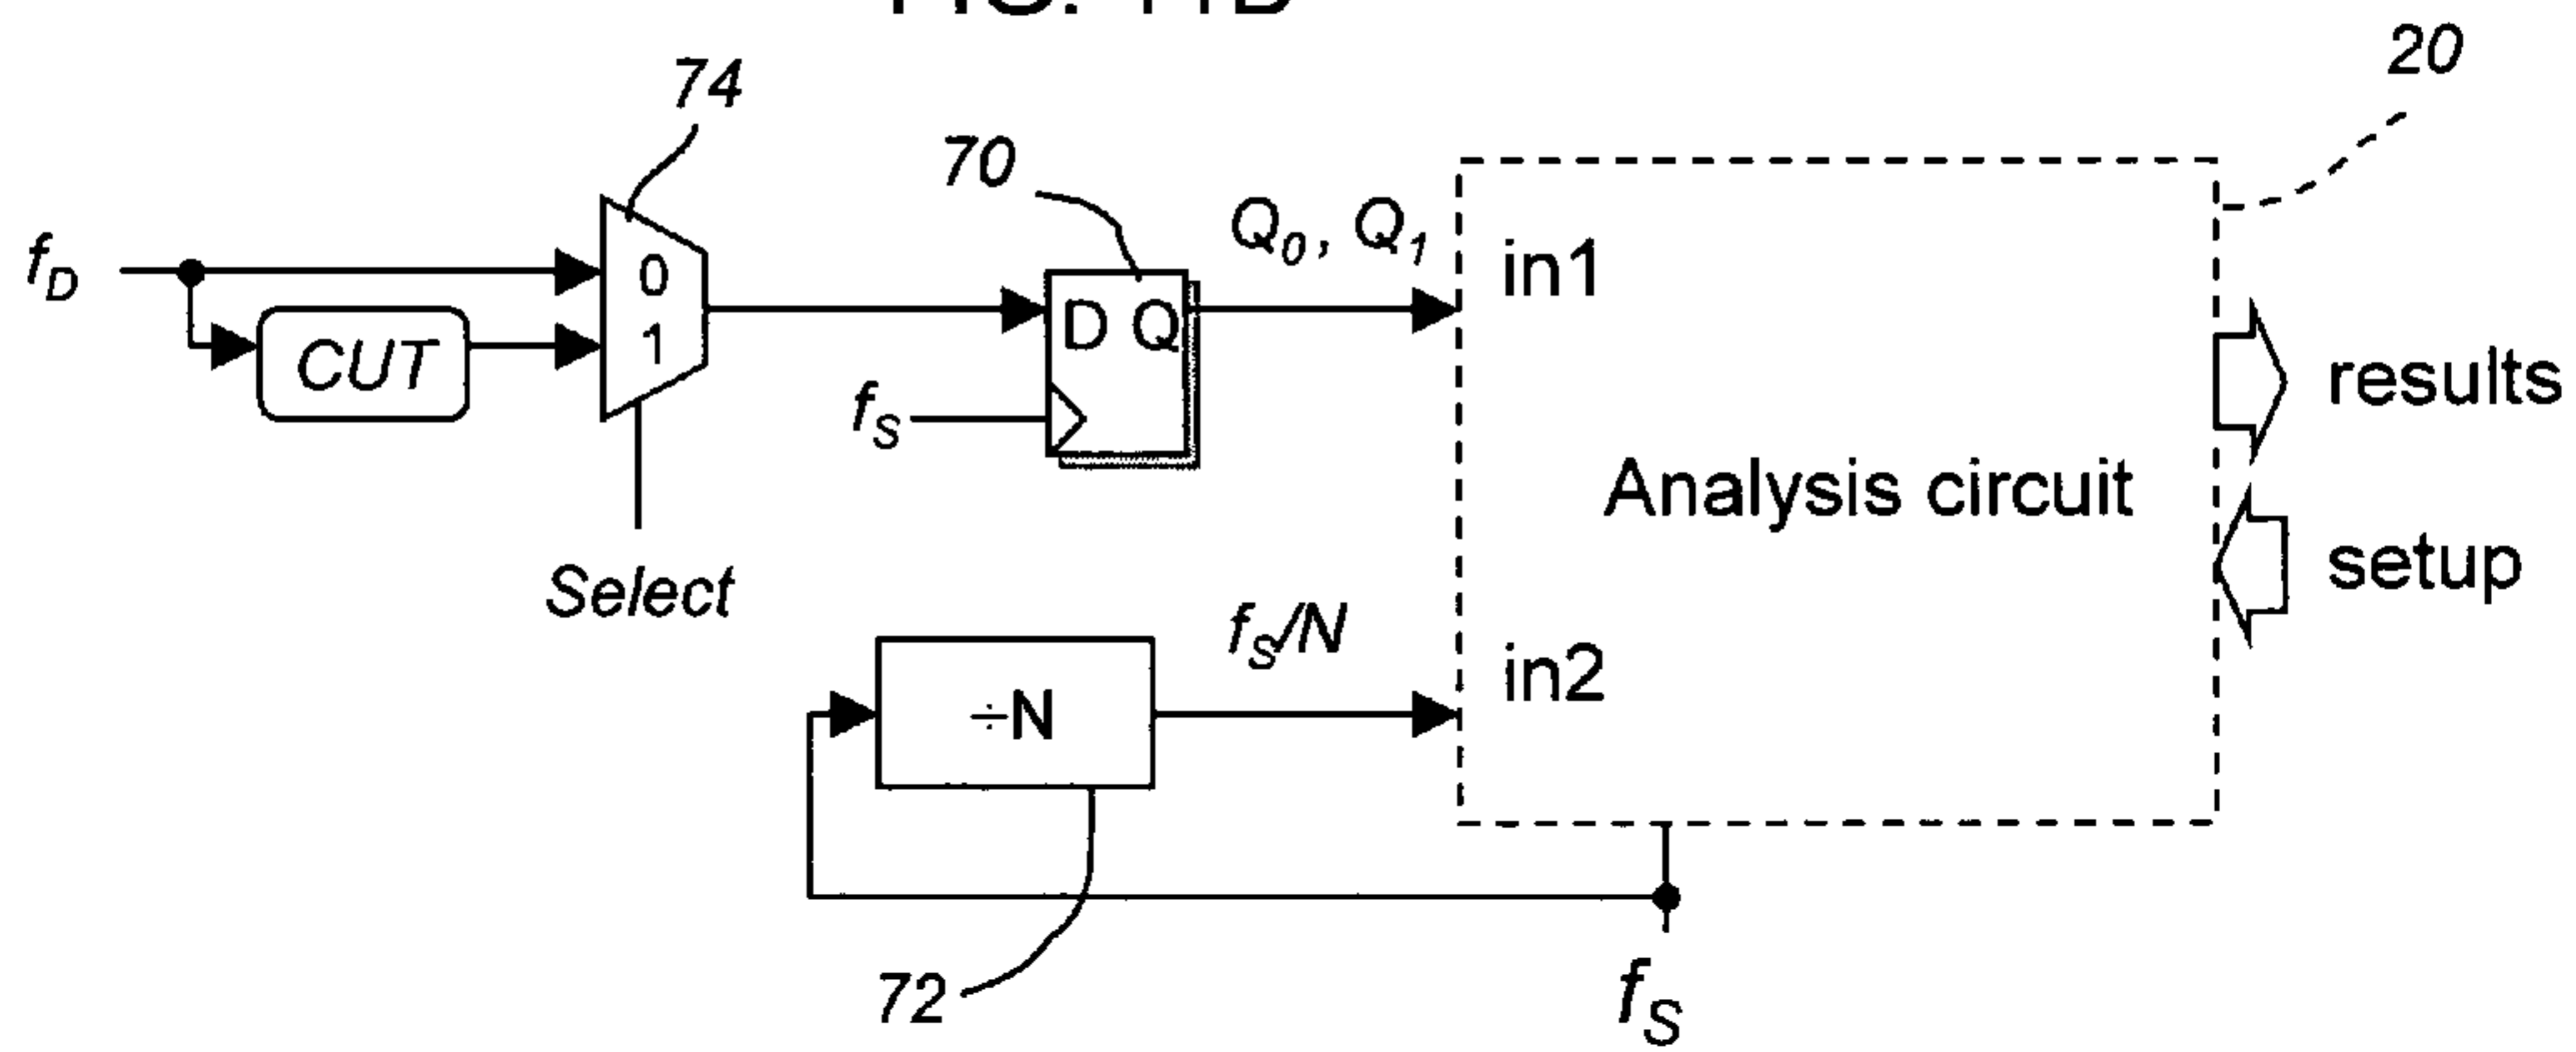 20
74
70
Q0, Q1
fD
0
in1
1
D Q
CUT
results
fS
Analysis circuit
setup
Select
fS/N
in2
÷N
72
fS